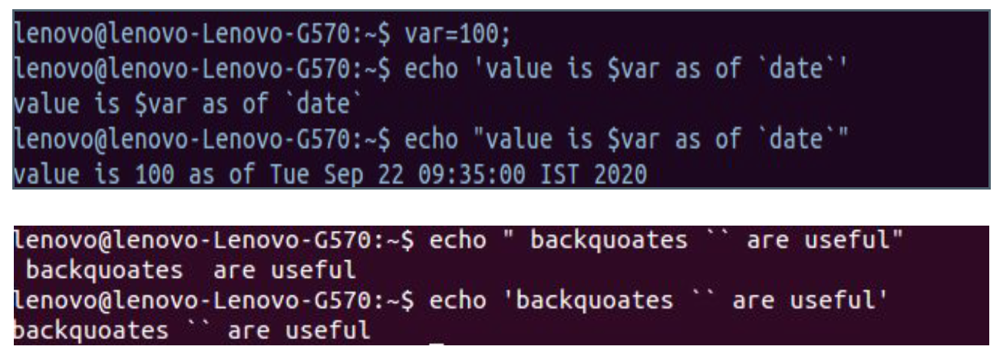 lenovo@lenovo-Lenovo-G570:~$ var=100;
lenovo@lenovo-Lenovo-G570:~$ echo 'value is $var as of `date`'
value is $var as of `date`
lenovo@lenovo-Lenovo-G570:~$ echo "value is $var as of `date`"
value is 100 as of Tue Sep 22 09:35:00 IST 2020
lenovo@lenovo-Lenovo-G570:~$ echo " backquoates `` are useful"
 backquoates  are useful
lenovo@lenovo-Lenovo-G570:~$ echo 'backquoates `` are useful'
backquoates `` are useful